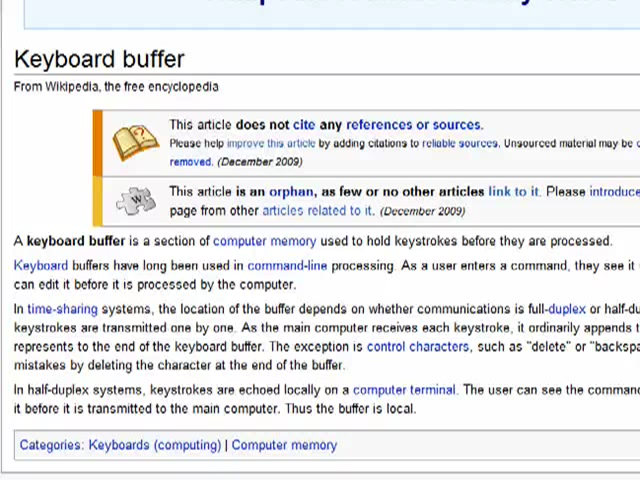 Keyboard buffer
From Wikipedia, the free encyclopedia
This article does not cite any references or sources.
Please help improve this article by adding citations to reliable sources. Unsourced material may be
removed. (December 2009)
This article is an orphan, as few or no other articles link to it. Please introduce
page from other articles related to it. (December 2009)
A keyboard buffer is a section of computer memory used to hold keystrokes before they are processed.
Keyboard buffers have long been used in command-line processing. As a user enters a command, they see it
can edit it before it is processed by the computer.
In time-sharing systems, the location of the buffer depends on whether communications is full-duplex or half-du
keystrokes are transmitted one by one. As the main computer receives each keystroke, it ordinarily appends t
represents to the end of the keyboard buffer. The exception is control characters, such as "delete" or "backspa
mistakes by deleting the character at the end of the buffer.
In half-duplex systems, keystrokes are echoed locally on a computer terminal. The user can see the command
it before it is transmitted to the main computer. Thus the buffer is local.
Categories: Keyboards (computing) | Computer memory